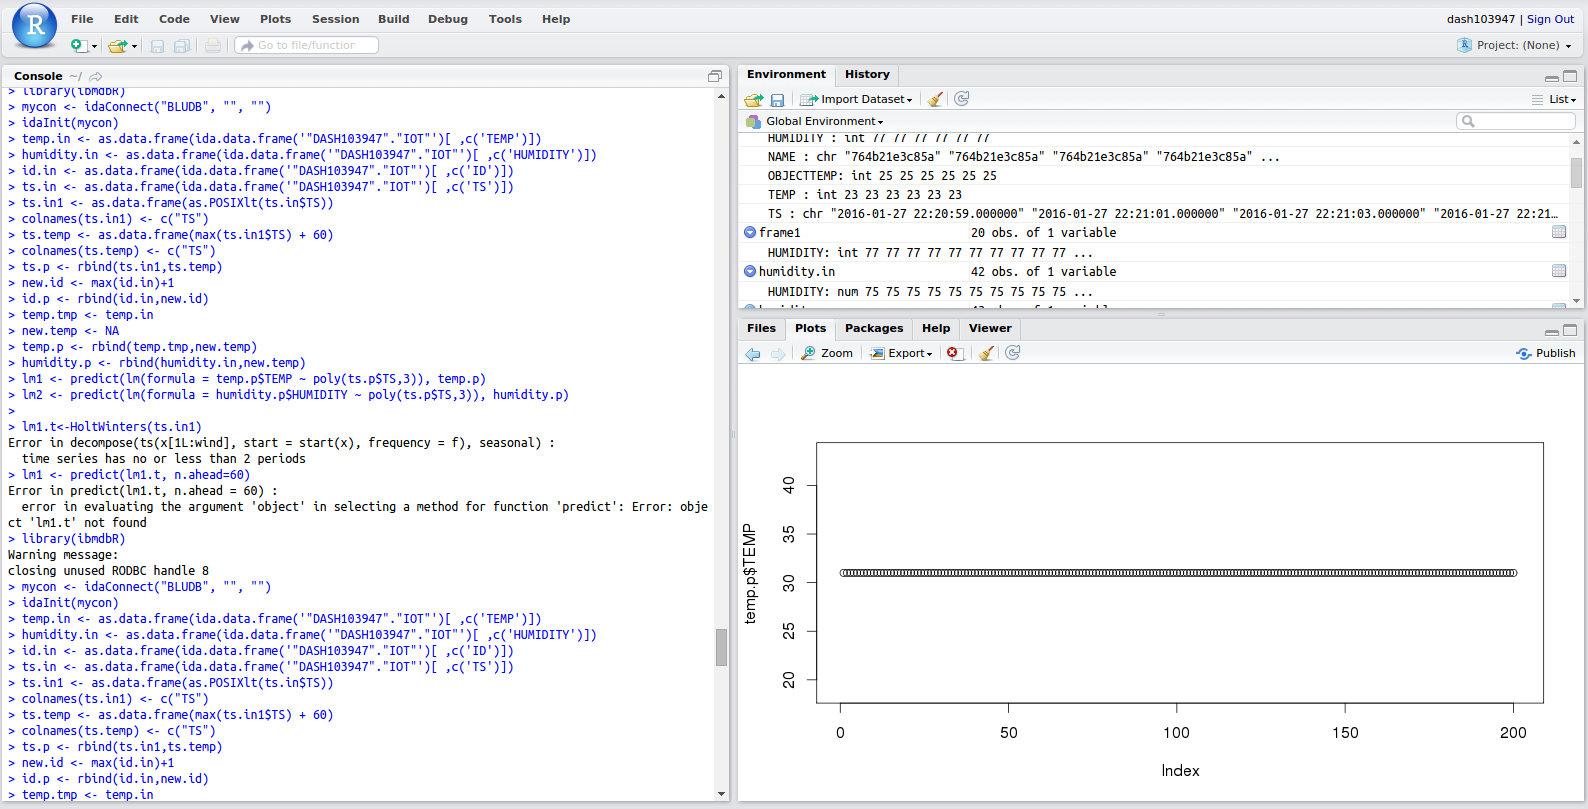 R
File Edit Code View Plots Session Build Debug Tools Help
dash103947 | Sign Out
Go to file/function
R Project: (None)
Console ~/
> library(ibmdbR)
> mycon <- idaConnect("BLUDB", "", "")
> idaInit(mycon)
> temp.in <- as.data.frame(ida.data.frame('"DASH103947"."IOT"')[ ,c('TEMP')])
> humidity.in <- as.data.frame(ida.data.frame('"DASH103947"."IOT"')[ ,c('HUMIDITY')])
> id.in <- as.data.frame(ida.data.frame('"DASH103947"."IOT"')[ ,c('ID')])
> ts.in <- as.data.frame(ida.data.frame('"DASH103947"."IOT"')[ ,c('TS')])
> ts.in1 <- as.data.frame(as.POSIXlt(ts.in$TS))
> colnames(ts.in1) <- c("TS")
> ts.temp <- as.data.frame(max(ts.in1$TS) + 60)
> colnames(ts.temp) <- c("TS")
> ts.p <- rbind(ts.in1,ts.temp)
> new.id <- max(id.in)+1
> id.p <- rbind(id.in,new.id)
> temp.tmp <- temp.in
> new.temp <- NA
> temp.p <- rbind(temp.tmp,new.temp)
> humidity.p <- rbind(humidity.in,new.temp)
> lm1 <- predict(lm(formula = temp.p$TEMP ~ poly(ts.p$TS,3)), temp.p)
> lm2 <- predict(lm(formula = humidity.p$HUMIDITY ~ poly(ts.p$TS,3)), humidity.p)
>
> lm1.t<-HoltWinters(ts.in1)
Error in decompose(ts(x[1L:wind], start = start(x), frequency = f), seasonal) :
time series has no or less than 2 periods
> lm1 <- predict(lm1.t, n.ahead=60)
Error in predict(lm1.t, n.ahead = 60) :
error in evaluating the argument 'object' in selecting a method for function 'predict': Error: obje
ct 'lm1.t' not found
> library(ibmdbR)
Warning message:
closing unused RODBC handle 8
> mycon <- idaConnect("BLUDB", "", "")
> idaInit(mycon)
> temp.in <- as.data.frame(ida.data.frame('"DASH103947"."IOT"')[ ,c('TEMP')])
> humidity.in <- as.data.frame(ida.data.frame('"DASH103947"."IOT"')[ ,c('HUMIDITY')])
> id.in <- as.data.frame(ida.data.frame('"DASH103947"."IOT"')[ ,c('ID')])
> ts.in <- as.data.frame(ida.data.frame('"DASH103947"."IOT"')[ ,c('TS')])
> ts.in1 <- as.data.frame(as.POSIXlt(ts.in$TS))
> colnames(ts.in1) <- c("TS")
> ts.temp <- as.data.frame(max(ts.in1$TS) + 60)
> colnames(ts.temp) <- c("TS")
> ts.p <- rbind(ts.in1,ts.temp)
> new.id <- max(id.in)+1
> id.p <- rbind(id.in,new.id)
> temp.tmp <- temp.in
Environment History
Import Dataset List
Global Environment
HUMIDITY : int 77 77 77 77 77 77
NAME : chr "764b21e3c85a" "764b21e3c85a" "764b21e3c85a" "764b21e3c85a" ...
OBJECTTEMP: int 25 25 25 25 25 25
TEMP : int 23 23 23 23 23 23
TS : chr "2016-01-27 22:20:59.000000" "2016-01-27 22:21:01.000000" "2016-01-27 22:21:03.000000" "2016-01-27 22:21…
frame1 20 obs. of 1 variable
HUMIDITY: int 77 77 77 77 77 77 77 77 77 77 ...
humidity.in 42 obs. of 1 variable
HUMIDITY: num 75 75 75 75 75 75 75 75 75 75 ...
Files Plots Packages Help Viewer
Zoom Export Publish
temp.p$TEMP
40
35
30
25
20
0 50 100 150 200
Index